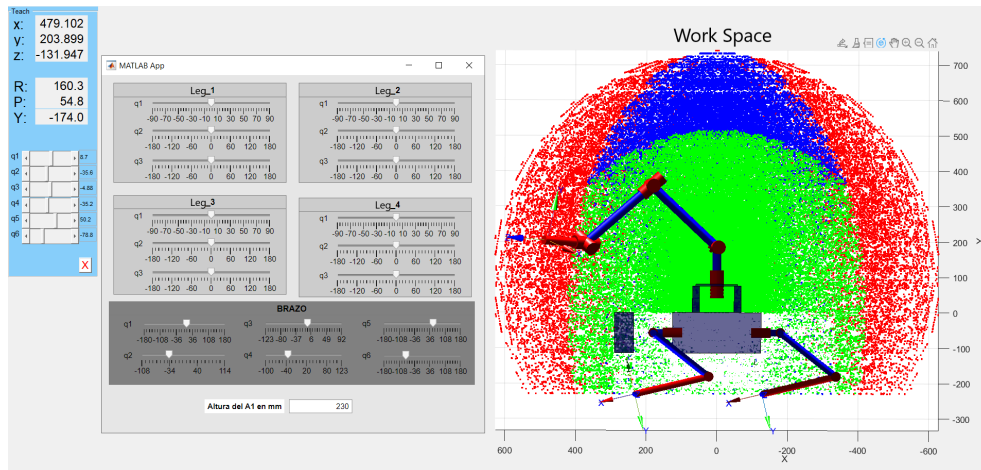 Teach
x: 479.102
y: 203.899
z: -131.947
R: 160.3
P: 54.8
Y: -174.0
q1 8.7
q2 -35.6
q3 -4.88
q4 -35.2
q5 50.2
q6 -78.8
X
MATLAB App
Leg_1
q1
-90 -70 -50 -30 -10 10 30 50 70 90
q2
-180 -120 -60 0 60 120 180
q3
-180 -120 -60 0 60 120 180
Leg_2
q1
-90 -70 -50 -30 -10 10 30 50 70 90
q2
-180 -120 -60 0 60 120 180
q3
-180 -120 -60 0 60 120 180
Leg_3
q1
-90 -70 -50 -30 -10 10 30 50 70 90
q2
-180 -120 -60 0 60 120 180
q3
-180 -120 -60 0 60 120 180
Leg_4
q1
-90 -70 -50 -30 -10 10 30 50 70 90
q2
-180 -120 -60 0 60 120 180
q3
-180 -120 -60 0 60 120 180
BRAZO
q1
-180 -108 -36 36 108 180
q3
-123 -80 -37 6 49 92
q5
-180 -108 -36 36 108 180
q2
-108 -34 40 114
q4
-100 -40 20 80 123
q6
-180 -108 -36 36 108 180
Altura del A1 en mm 230
Work Space
700
600
500
400
300
200
100
0
-100
-200
-300
Y
X
Y
X
Y
600 400 200 0 -200 -400 -600
X